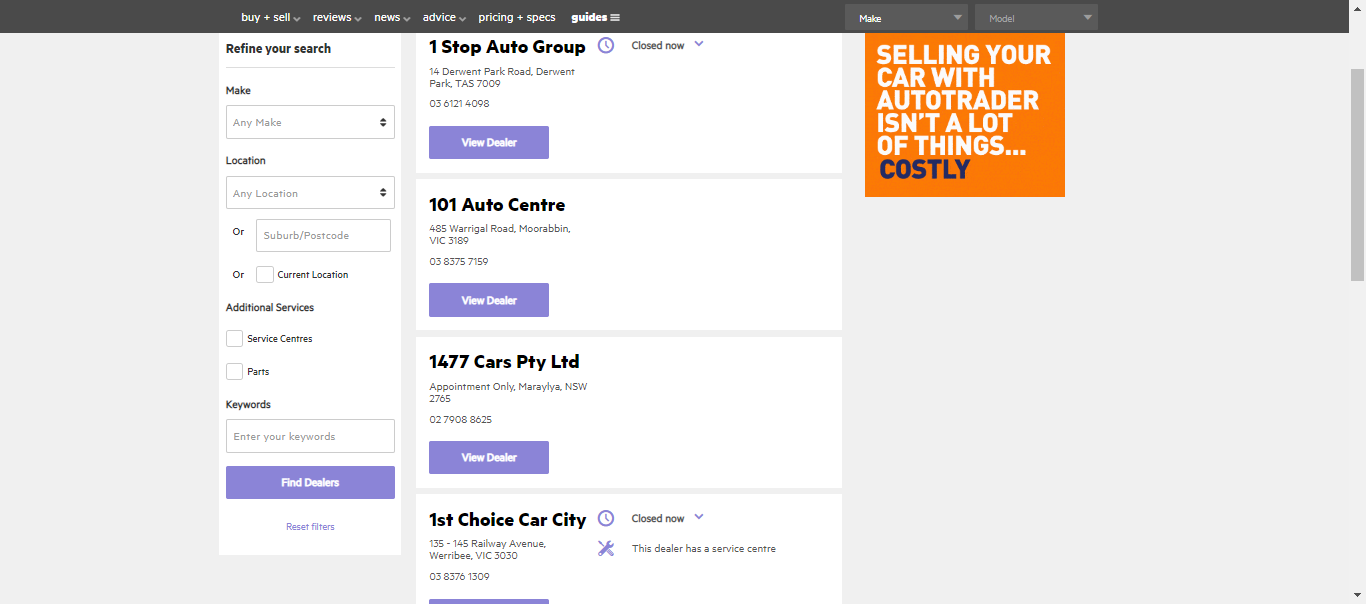 buy + sell reviews news advice pricing + specs guides Make Model
Refine your search
Make
Any Make
Location
Any Location
Or Suburb/Postcode
Or Current Location
Additional Services
Service Centres
Parts
Keywords
Enter your keywords
Find Dealers
Reset filters
1 Stop Auto Group
Closed now
14 Derwent Park Road, Derwent
Park, TAS 7009
03 6121 4098
View Dealer
101 Auto Centre
485 Warrigal Road, Moorabbin,
VIC 3189
03 8375 7159
View Dealer
1477 Cars Pty Ltd
Appointment Only, Maraylya, NSW
2765
02 7908 8625
View Dealer
1st Choice Car City
Closed now
135 - 145 Railway Avenue,
Werribee, VIC 3030
This dealer has a service centre
03 8376 1309
SELLING YOUR
CAR WITH
AUTOTRADER
ISN'T A LOT
OF THINGS...
COSTLY